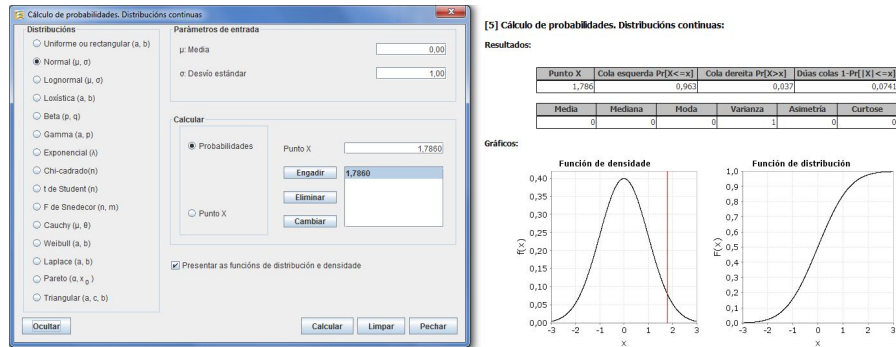 Cálculo de probabilidades. Distribucións continuas
Distribucións
Uniforme ou rectangular (a, b)
Normal (μ, σ)
Lognormal (μ, σ)
Loxística (a, b)
Beta (p, q)
Gamma (a, p)
Exponencial (λ)
Chi-cadrado(n)
t de Student (n)
F de Snedecor (n, m)
Cauchy (μ, θ)
Weibull (a, b)
Laplace (a, b)
Pareto (α, x0)
Triangular (a, c, b)
Ocultar
Parámetros de entrada
μ: Media 0,00
σ: Desvío estándar 1,00
Calcular
Probabilidades
Punto X
Punto X 1,7860
Engadir
Eliminar
Cambiar
1,7860
Presentar as funcións de distribución e densidade
Calcular Limpar Pechar
[5] Cálculo de probabilidades. Distribucións continuas:
Resultados:
Punto X Cola esquerda Pr[X<=x] Cola dereita Pr[X>x] Dúas colas 1-Pr[|X|<=x]
1,786 0,963 0,037 0,0741
Media Mediana Moda Varianza Asimetría Curtose
0 0 0 1 0 0
Gráficos:
Función de densidade
0,40
0,35
0,30
0,25
0,20
0,15
0,10
0,05
0,00
f(x)
-3 -2 -1 0 1 2 3
x
Función de distribución
1,0
0,9
0,8
0,7
0,6
0,5
0,4
0,3
0,2
0,1
0,0
F(x)
-3 -2 -1 0 1 2 3
x